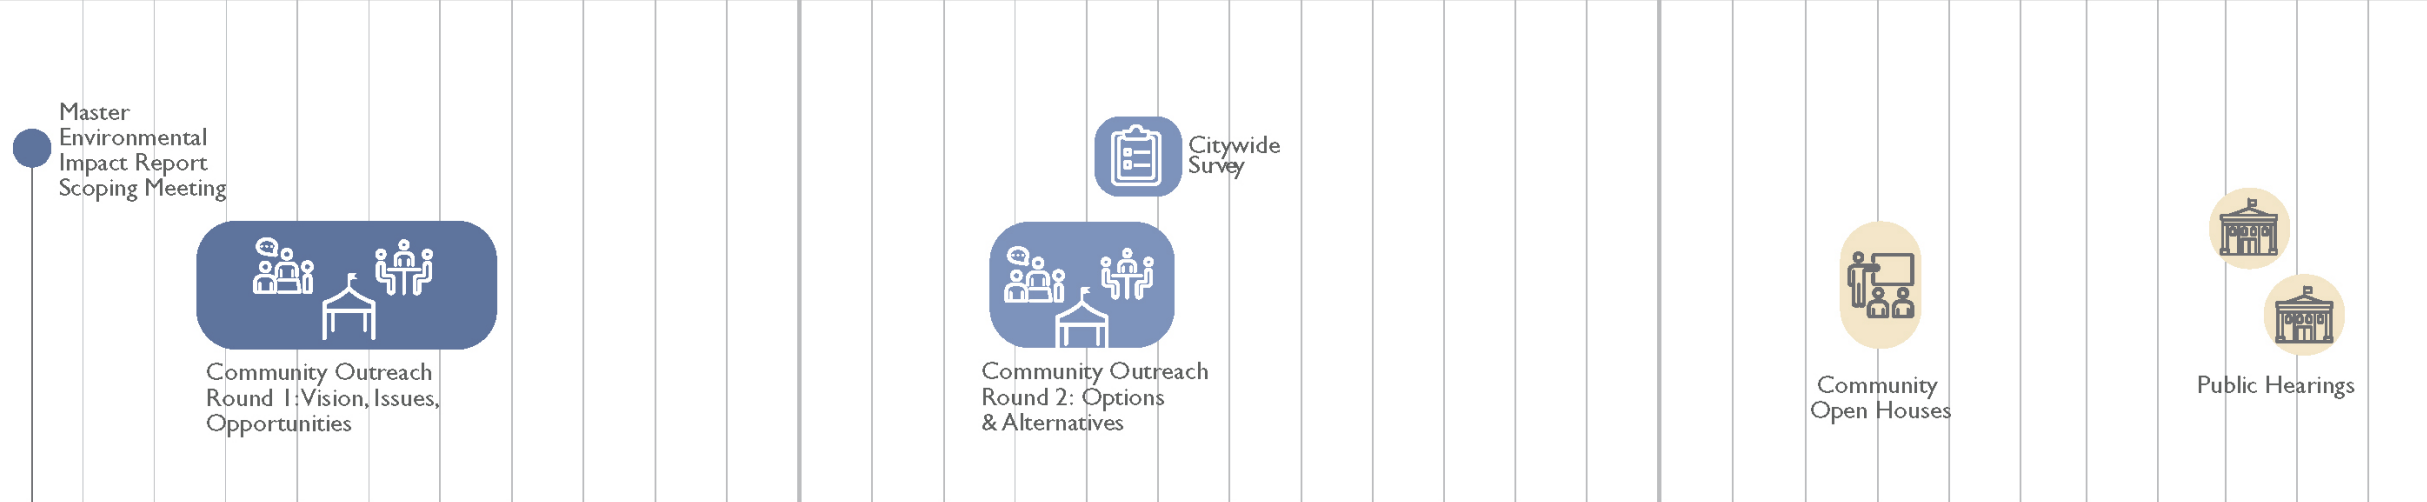 Master
Environmental
Impact Report
Scoping Meeting
Community Outreach
Round 1: Vision, Issues,
Opportunities
Citywide
Survey
Community Outreach
Round 2: Options
& Alternatives
Community
Open Houses
Public Hearings